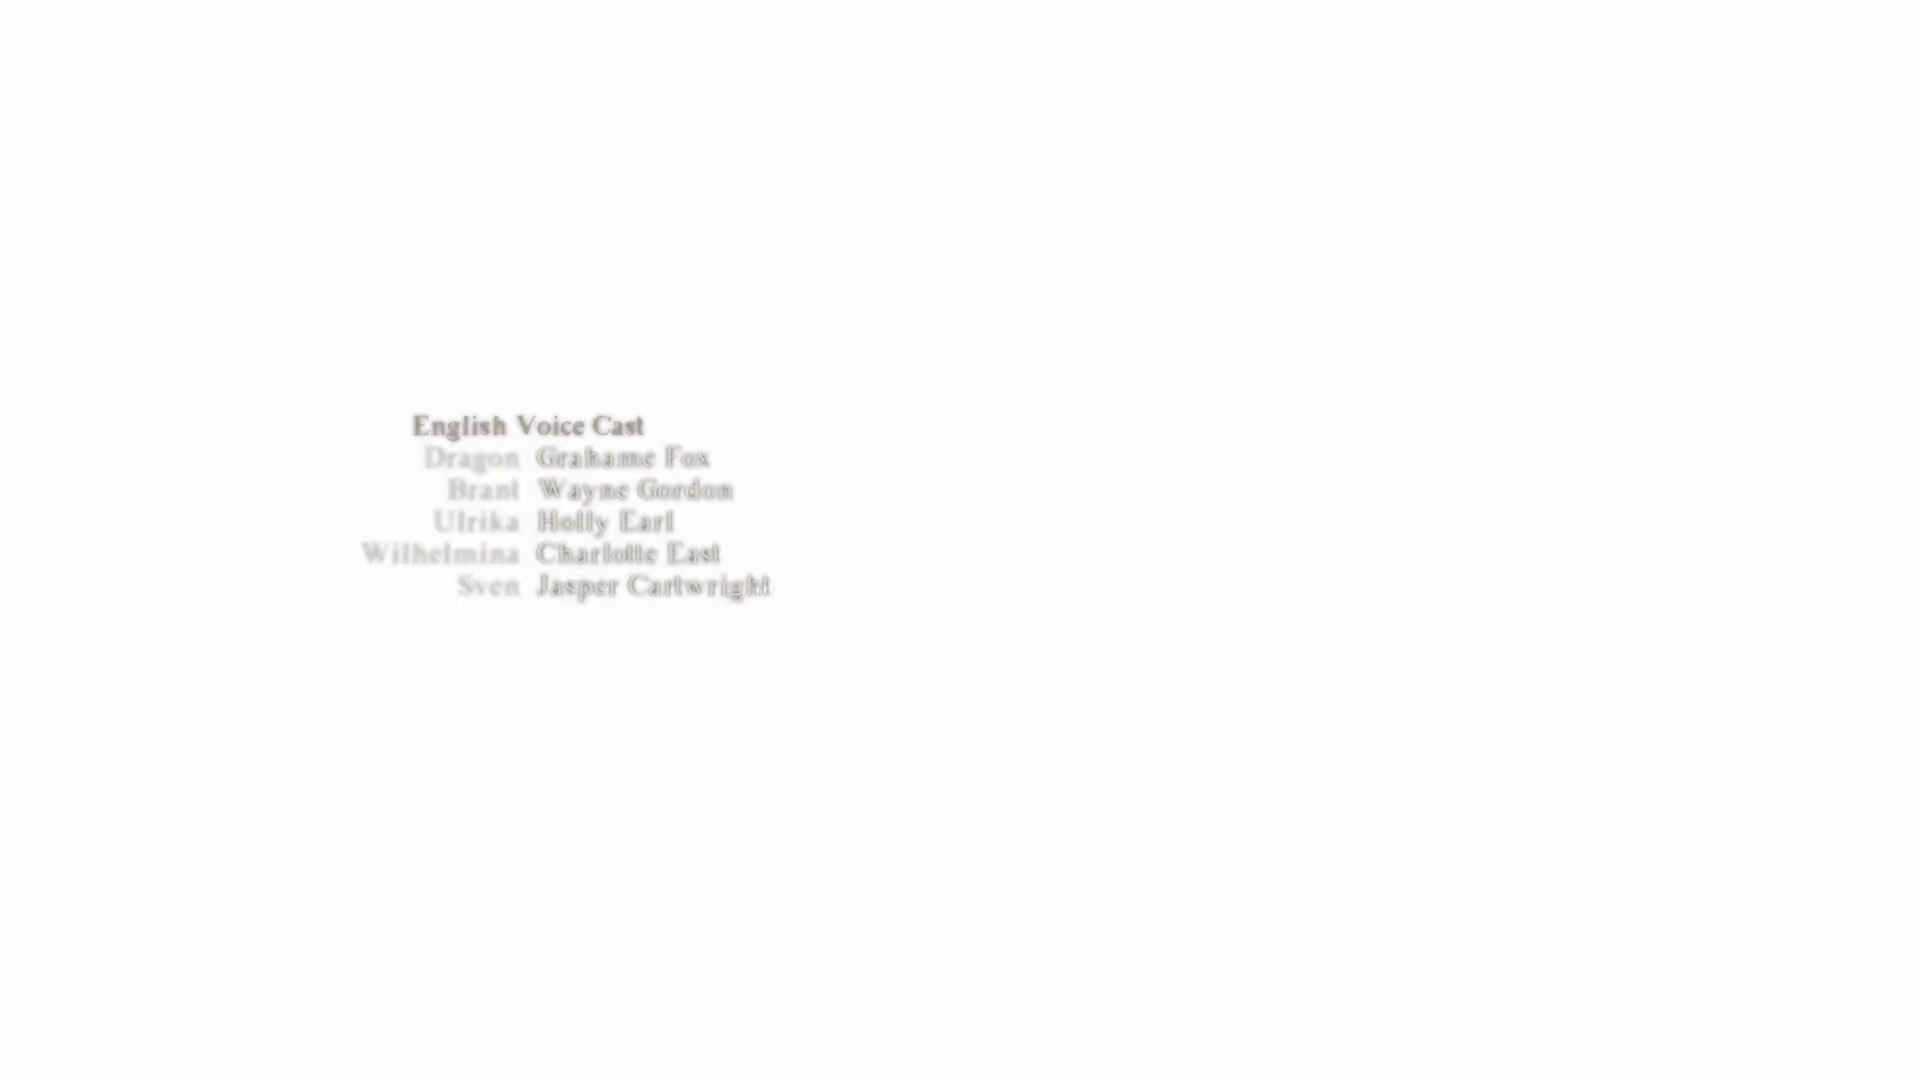 English Voice Cast
Dragon Grahame Fox
Brant Wayne Gordon
Ulrika Holly Earl
Wilhelmina Charlotte East
Sven Jasper Cartwright